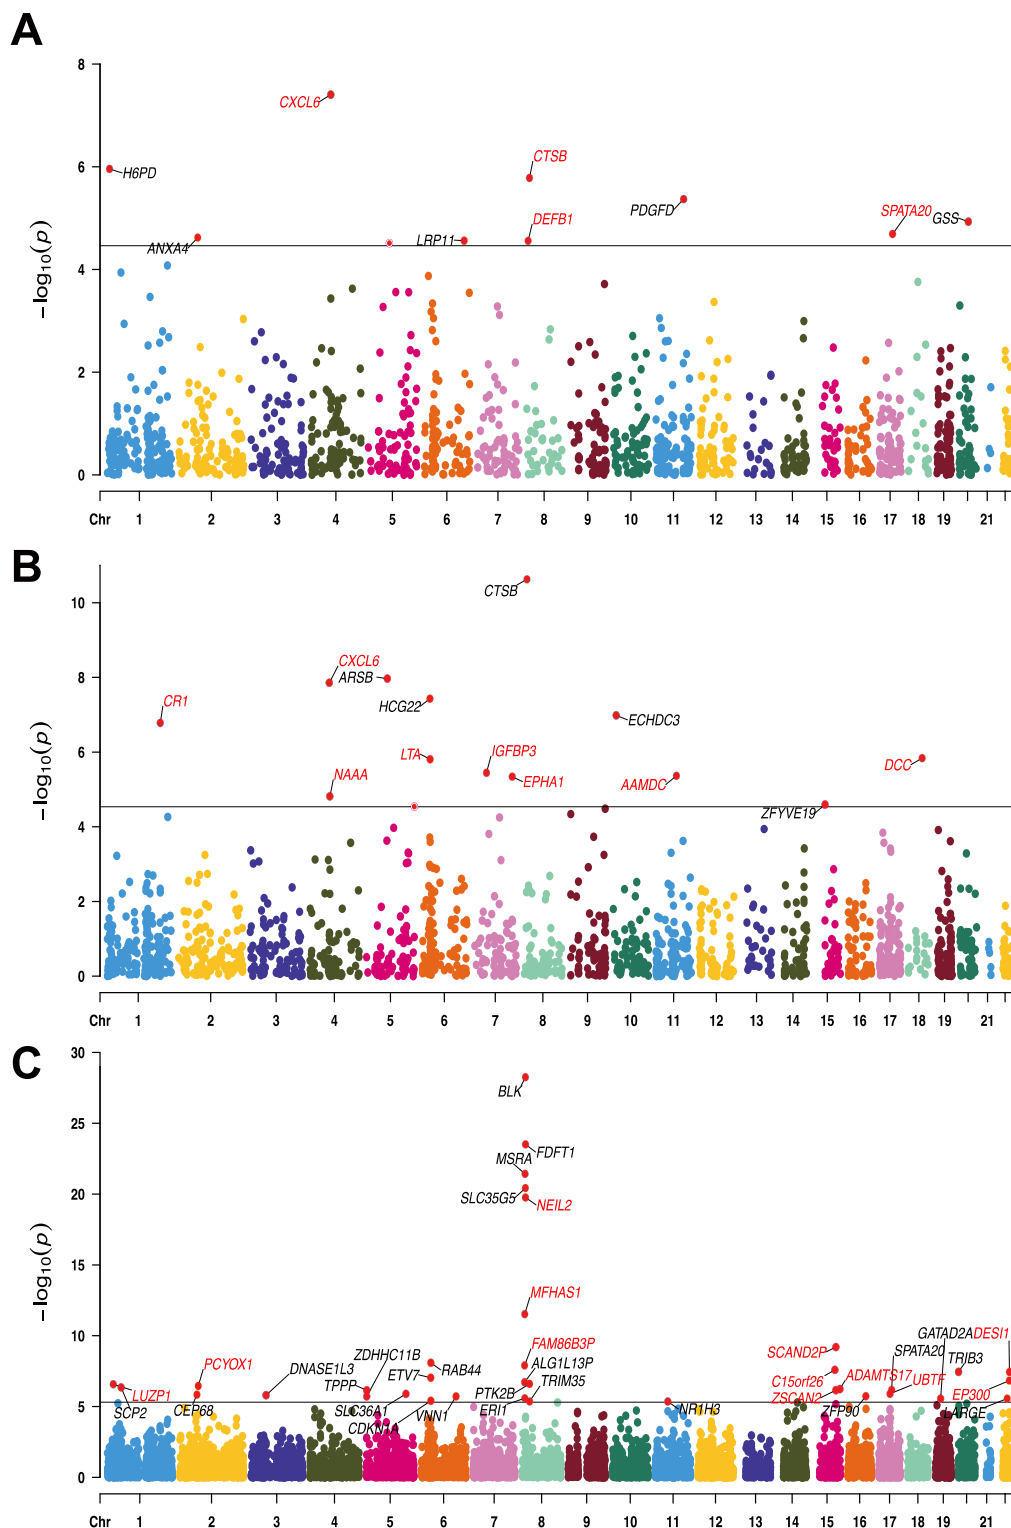 A
8
CXCL6
6
CTSB
H6PD
PDGFD
DEFB1
SPATA20
GSS
ANXA4
LRP11
−log10(p)
4
2
0
Chr 1 2 3 4 5 6 7 8 9 10 11 12 13 14 15 16 17 18 19 21
B
CTSB
10
CXCL6
8
ARSB
CR1
HCG22
ECHDC3
LTA
IGFBP3
6
DCC
NAAA
EPHA1
AAMDC
ZFYVE19
−log10(p)
4
2
0
Chr 1 2 3 4 5 6 7 8 9 10 11 12 13 14 15 16 17 18 19 21
C
30
BLK
25
FDFT1
MSRA
20
SLC35G5
NEIL2
−log10(p)
15
MFHAS1
10
GATAD2A DESI1
FAM86B3P
SCAND2P
SPATA20
TRIB3
ZDHHC11B
ALG1L13P
PCYOX1
DNASE1L3
ETV7
RAB44
C15orf26
ADAMTS17
UBTF
TPPP
TRIM35
LUZP1
PTK2B
ZSCAN2
EP300
5
SCP2
CEP68
SLC36A1
VNN1
ERI1
NR1H3
ZFP90
LARGE
CDKN1A
0
Chr 1 2 3 4 5 6 7 8 9 10 11 12 13 14 15 16 17 18 19 21